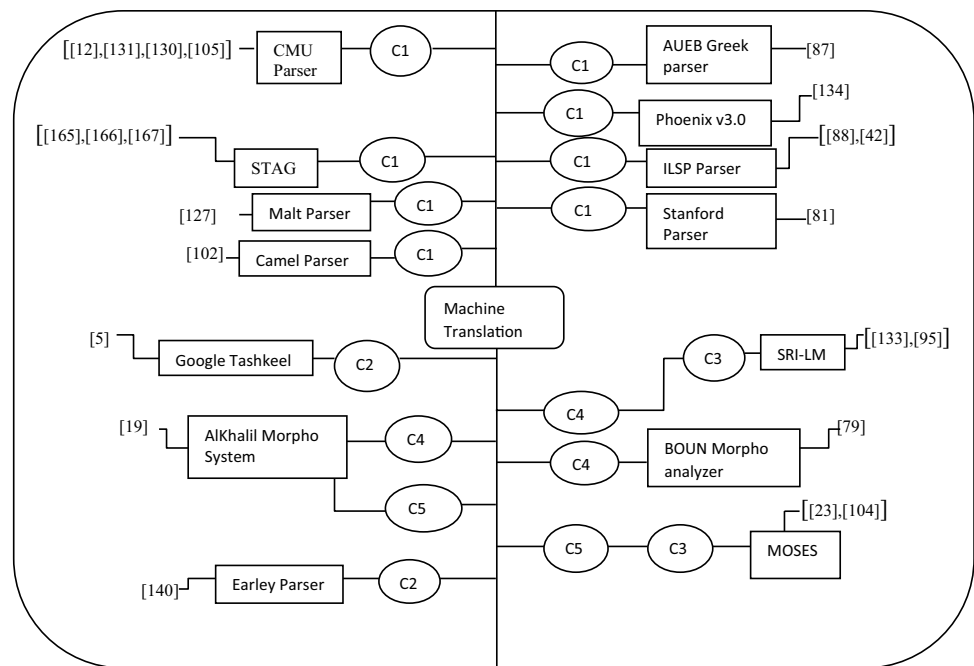 [[12],[131],[130],[105]]
CMU
Parser
C1
C1
AUEB Greek
parser
[87]
C1
Phoenix v3.0
[134]
[[165],[166],[167]]
STAG
C1
C1
ILSP Parser
[[88],[42]]
[127]
Malt Parser
C1
C1
Stanford
Parser
[81]
[102]
Camel Parser
C1
Machine
Translation
[5]
Google Tashkeel
C2
C3
SRI-LM
[[133],[95]]
C4
[19]
AlKhalil Morpho
System
C4
C5
C4
BOUN Morpho
analyzer
[79]
[[23],[104]]
C5
C3
MOSES
[140]
Earley Parser
C2